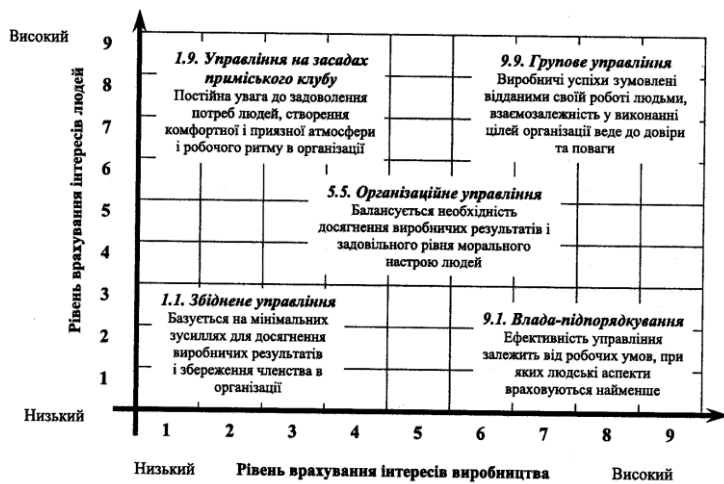 Високий
9
8
7
6
5
4
3
2
1
Низький
Рівень врахування інтересів людей
1.9. Управління на засадах
приміського клубу
Постійна увага до задоволення
потреб людей, створення
комфортної і приязної атмосфери
і робочого ритму в організації
9.9. Групове управління
Виробничі успіхи зумовлені
відданими своїй роботі людьми,
взаємозалежність у виконанні
цілей організації веде до довіри
та поваги
5.5. Організаційне управління
Балансується необхідність
досягнення виробничих результатів і
задовільного рівня морального
настрою людей
1.1. Збіднене управління
Базується на мінімальних
зусиллях для досягнення
виробничих результатів
і збереження членства в
організації
9.1. Влада-підпорядкування
Ефективність управління
залежить від робочих умов, при
яких людські аспекти
враховуються найменше
1 2 3 4 5 6 7 8 9
Низький Рівень врахування інтересів виробництва Високий